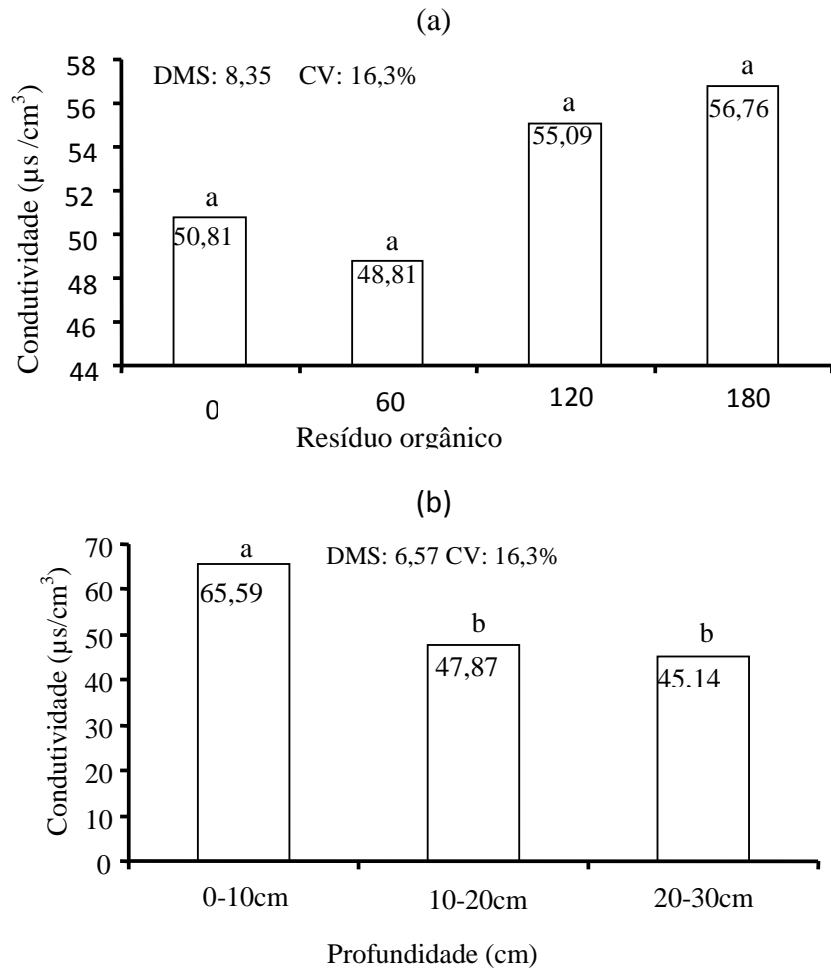 (a)
DMS: 8,35 CV: 16,3%
Condutividade (µs /cm³)
58
56
54
52
50
48
46
44
a
50,81
a
48,81
a
55,09
a
56,76
0 60 120 180
Resíduo orgânico
(b)
DMS: 6,57 CV: 16,3%
Condutividade (µs/cm³)
70
60
50
40
30
20
10
0
a
65,59
b
47,87
b
45,14
0-10cm 10-20cm 20-30cm
Profundidade (cm)